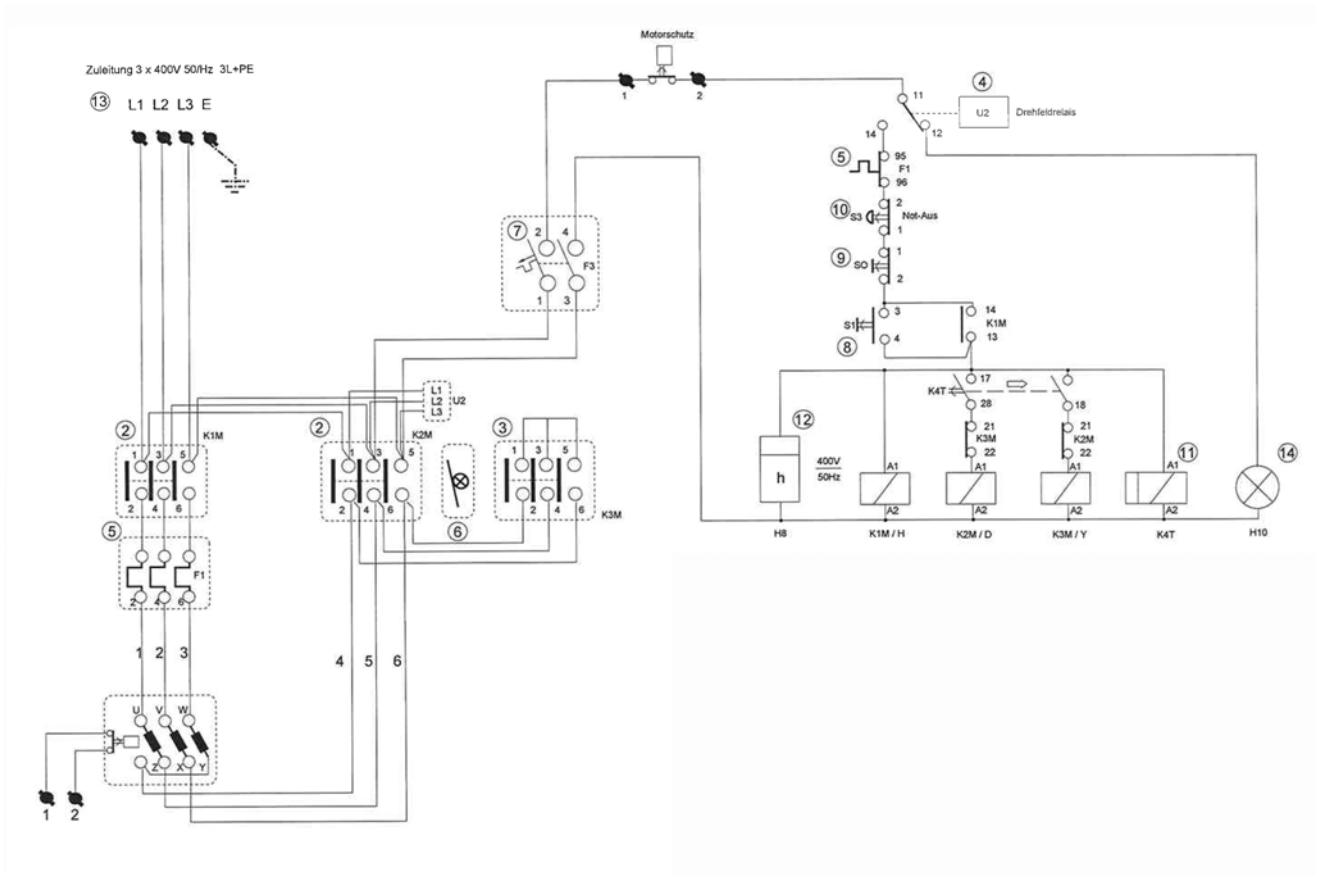 Motorschutz
Zuleitung 3 x 400V 50/Hz 3L+PE
13 L1 L2 L3 E
1 2
4
11
U2 Drehfeldrelais
12
14
5 95
F1
96
10 S3 2 Not-Aus
1
9 SO 1
2
7 2 4
F3
1 3
3 14
S1 K1M
4 13
8
L1
L2 U2
L3
K4T 17
28 18
2 K1M
1 3 5
2 4 6
2 K2M
1 3 5
2 4 6
3
1 3 5
2 4 6
K3M
6
12
h
400V
50Hz
21 21
K3M K2M
22 22
11
14
A1 A1 A1 A1
A2 A2 A2 A2
H8 K1M / H K2M / D K3M / Y K4T H10
5
F1
2 4 6
1 2 3
4 5 6
U V W
Z X Y
1 2